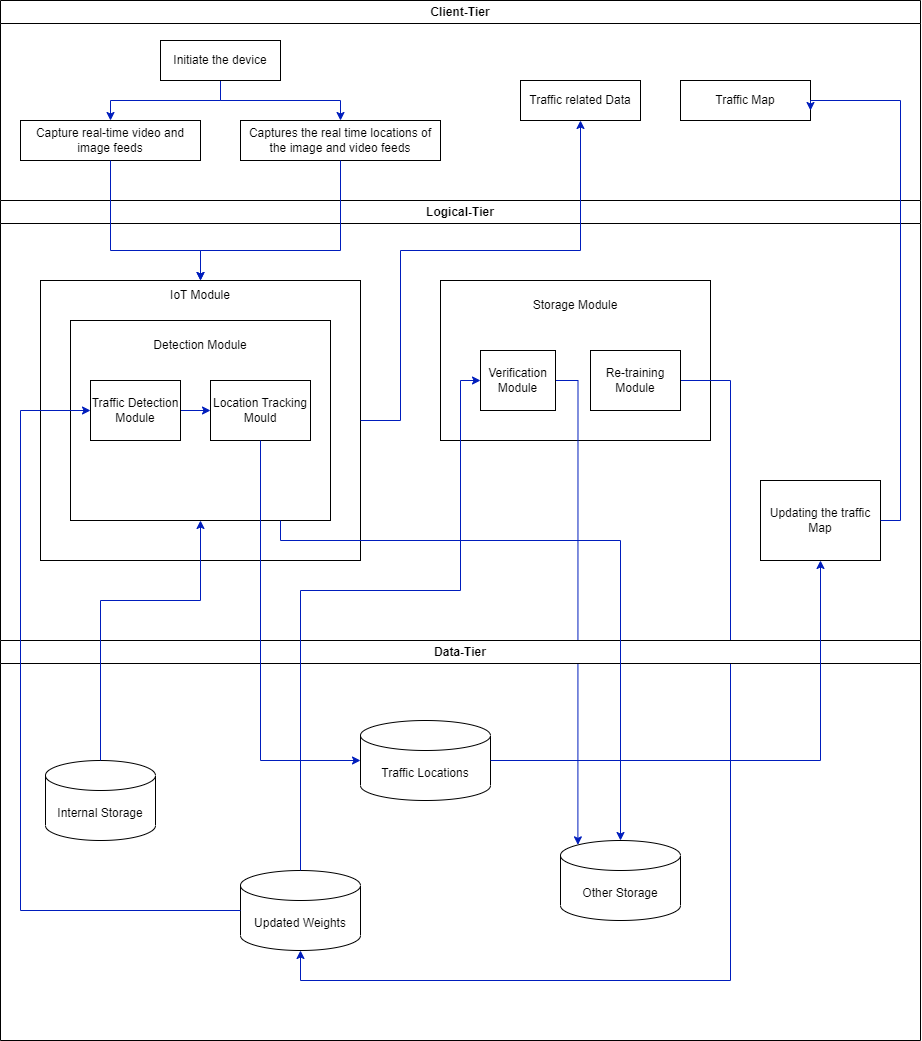 Client-Tier
Initiate the device
Capture real-time video and
image feeds
Captures the real time locations of
the image and video feeds
Traffic related Data
Traffic Map
Logical-Tier
IoT Module
Detection Module
Traffic Detection
Module
Location Tracking
Mould
Storage Module
Verification
Module
Re-training
Module
Updating the traffic
Map
Data-Tier
Traffic Locations
Internal Storage
Other Storage
Updated Weights